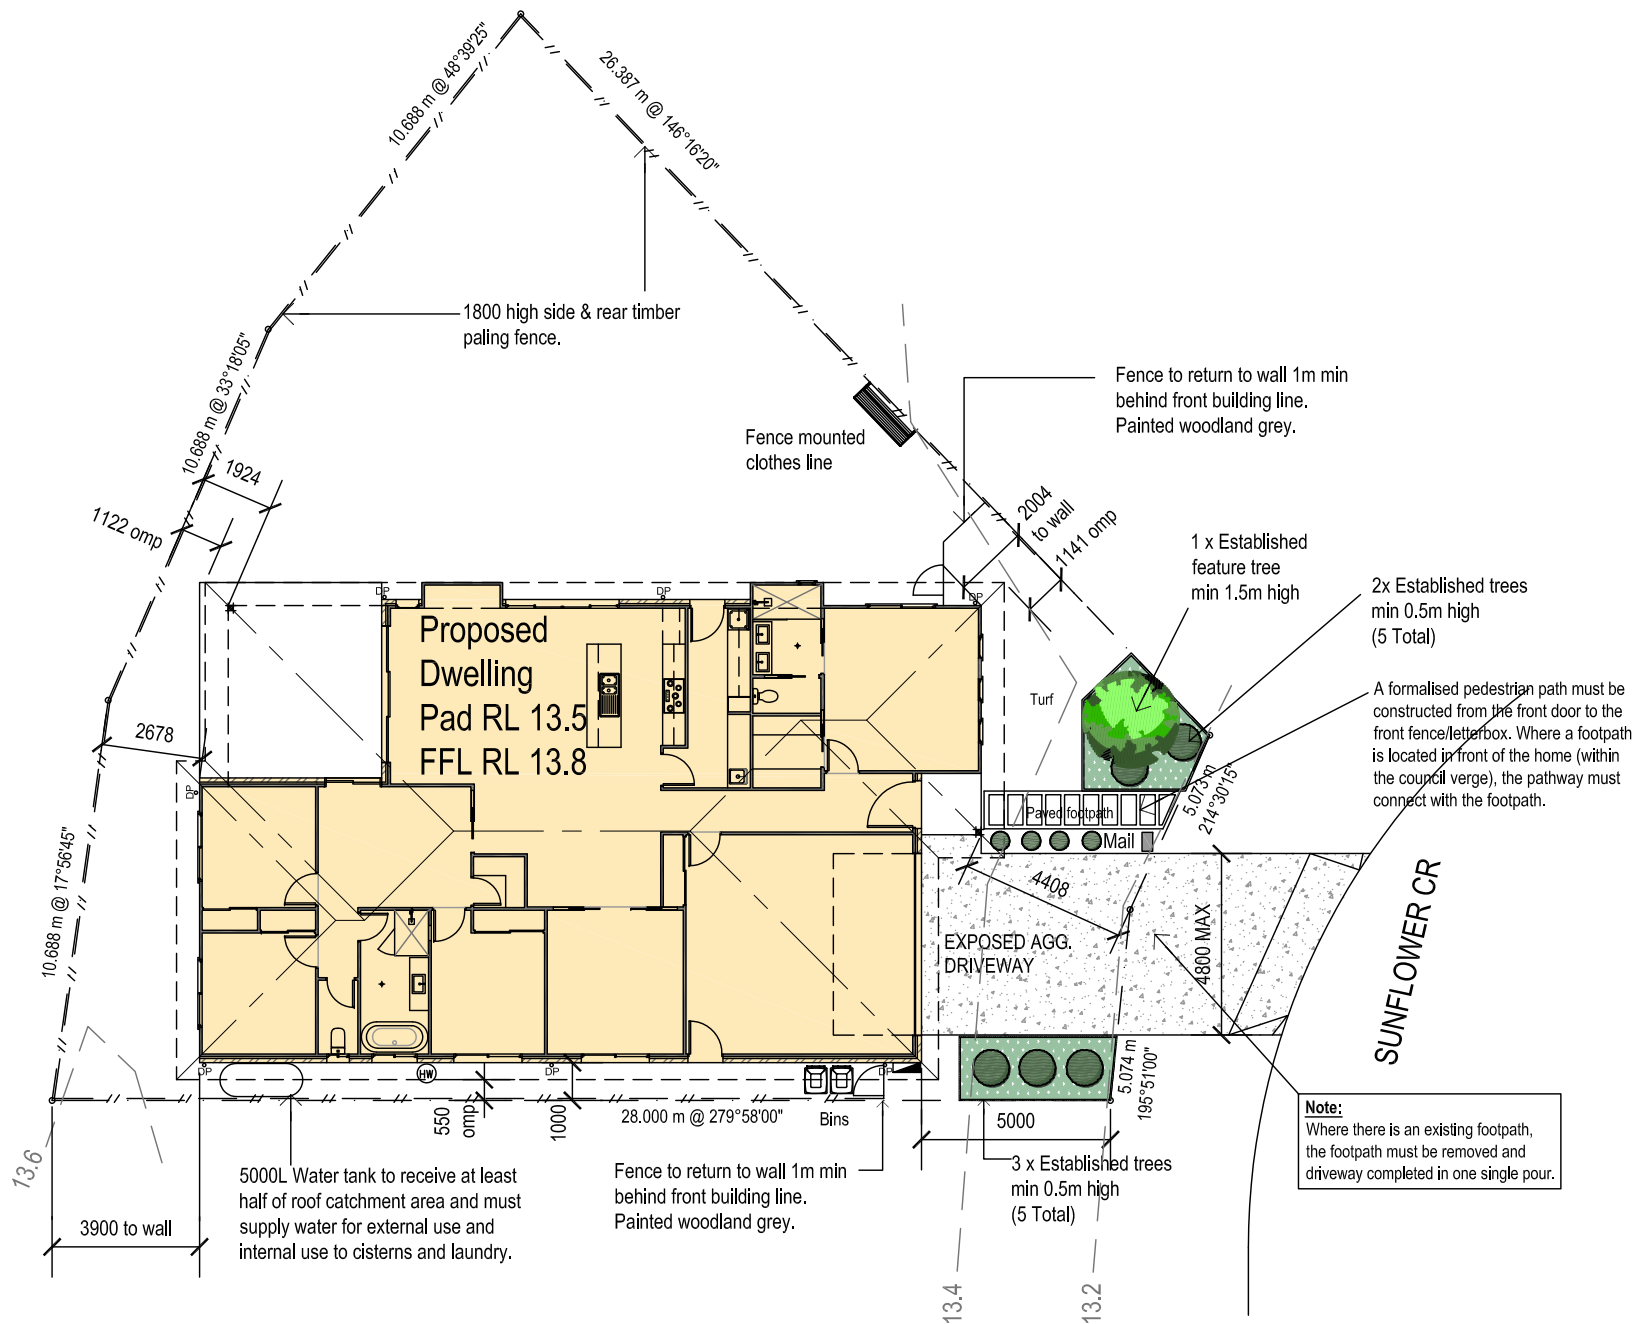 10.688 m @ 48°39'25"
26.387 m @ 146°16'20"
1800 high side & rear timber
paling fence.
10.688 m @ 33°18'05"
1924
1122 omp
Fence mounted
clothes line
Fence to return to wall 1m min
behind front building line.
Painted woodland grey.
2004
to wall
1141 omp
1 x Established
feature tree
min 1.5m high
2x Established trees
min 0.5m high
(5 Total)
A formalised pedestrian path must be
constructed from the front door to the
front fence/letterbox. Where a footpath
is located in front of the home (within
the council verge), the pathway must
connect with the footpath.
DP
DP
DP
DP
Proposed
Dwelling
Pad RL 13.5
FFL RL 13.8
Turf
2678
DP
5.073 m
214°30'15"
Paved footpath
Mail
4408
EXPOSED AGG.
DRIVEWAY
4800 MAX
SUNFLOWER CR
10.688 m @ 17°56'45"
DP
HW
DP
DP
5.074 m
195°51'00"
550
omp
1000
28.000 m @ 279°58'00"
Bins
5000
13.6
3900 to wall
5000L Water tank to receive at least
half of roof catchment area and must
supply water for external use and
internal use to cisterns and laundry.
Fence to return to wall 1m min
behind front building line.
Painted woodland grey.
3 x Established trees
min 0.5m high
(5 Total)
Note:
Where there is an existing footpath,
the footpath must be removed and
driveway completed in one single pour.
13.4
13.2